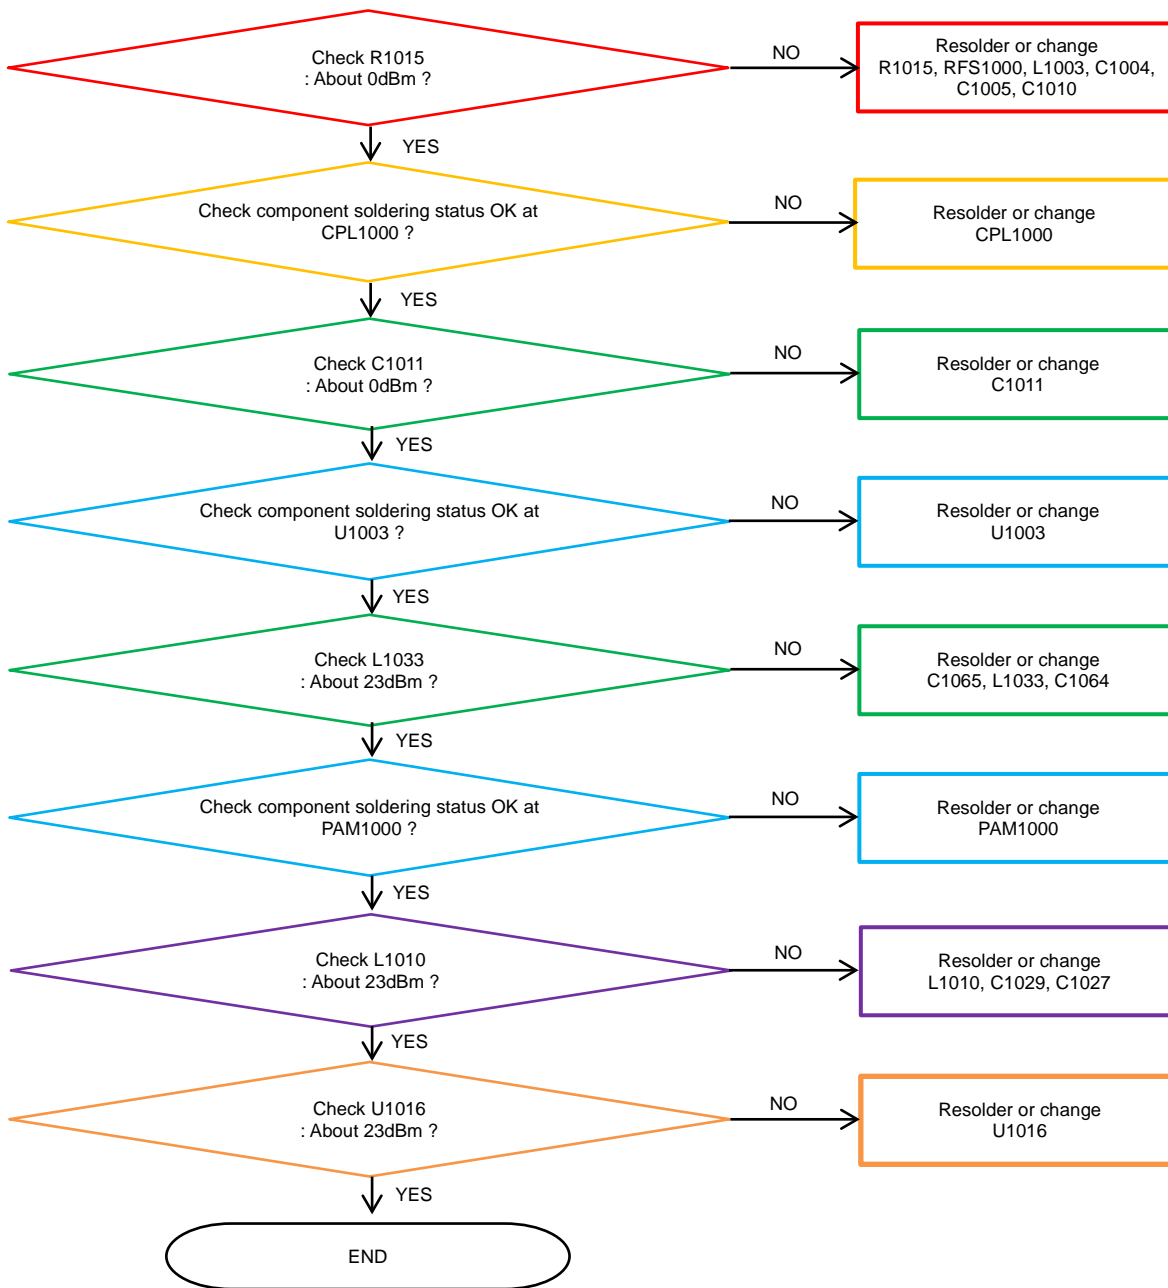 Check R1015
: About 0dBm ?
NO
Resolder or change
R1015, RFS1000, L1003, C1004,
C1005, C1010
YES
Check component soldering status OK at
CPL1000 ?
NO
Resolder or change
CPL1000
YES
Check C1011
: About 0dBm ?
NO
Resolder or change
C1011
YES
Check component soldering status OK at
U1003 ?
NO
Resolder or change
U1003
YES
Check L1033
: About 23dBm ?
NO
Resolder or change
C1065, L1033, C1064
YES
Check component soldering status OK at
PAM1000 ?
NO
Resolder or change
PAM1000
YES
Check L1010
: About 23dBm ?
NO
Resolder or change
L1010, C1029, C1027
YES
Check U1016
: About 23dBm ?
NO
Resolder or change
U1016
YES
END